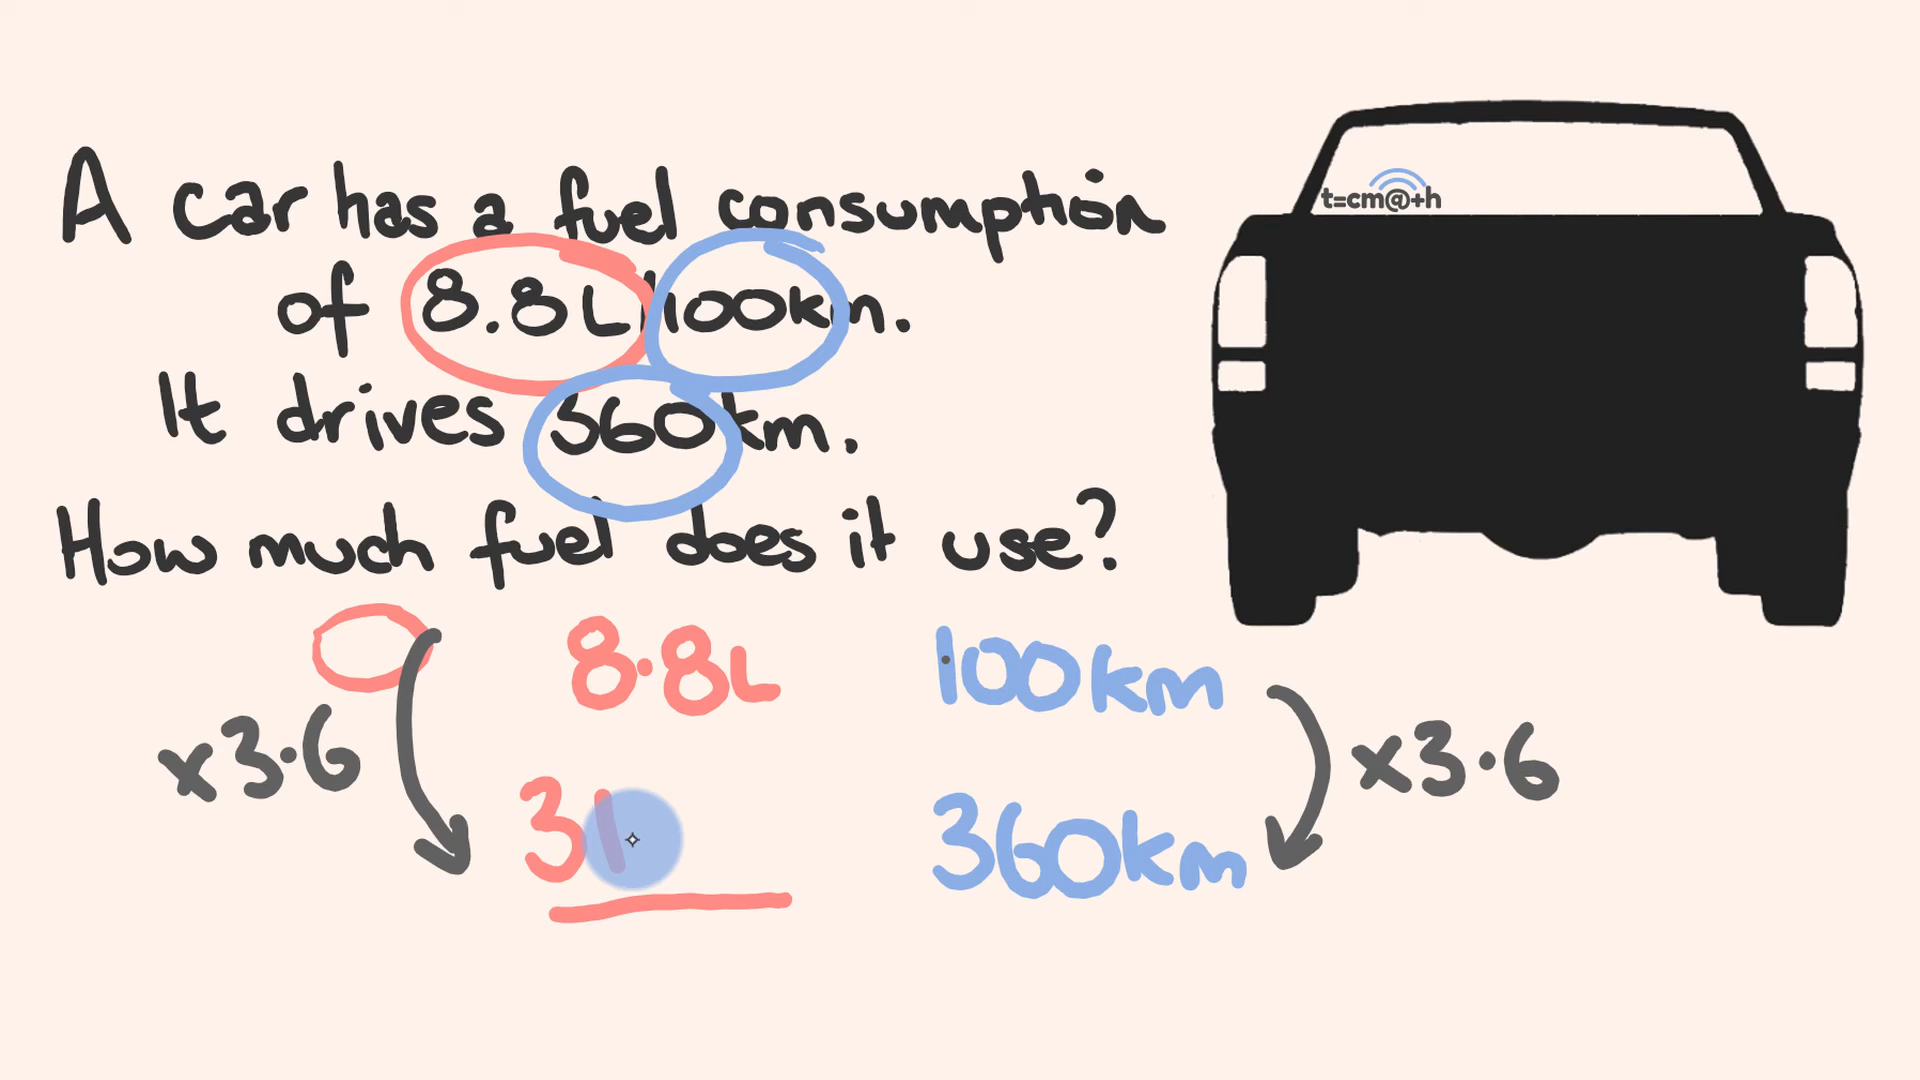 A car has a fuel consumption
of 8.8L/100km.
It drives 360km.
How much fuel does it use?
t=cm@+h
8.8L 100km
x3.6 x3.6
31 360km